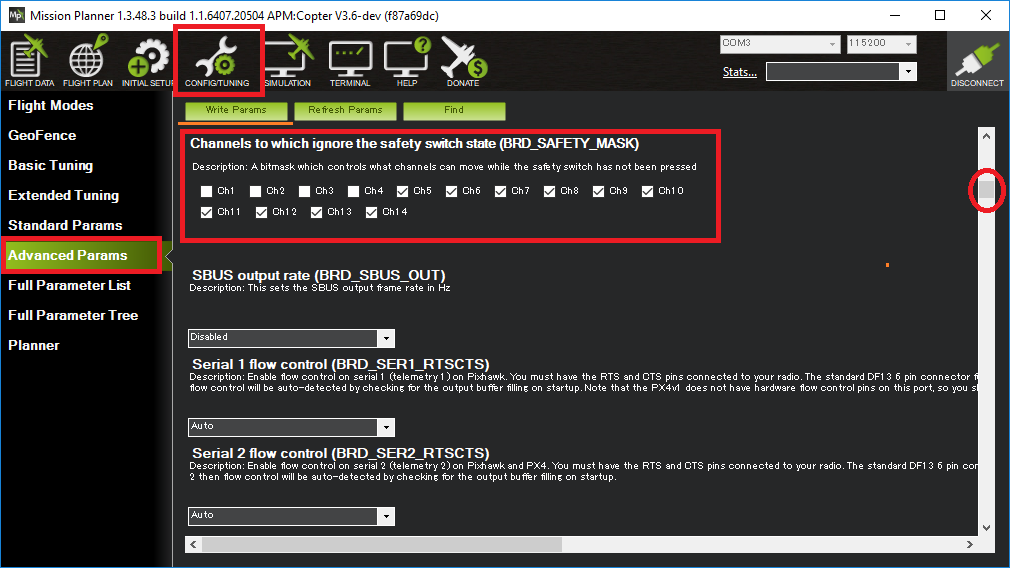 Mission Planner 1.3.48.3 build 1.1.6407.20504 APM:Copter V3.6-dev (f87a69dc)
FLIGHT DATA
FLIGHT PLAN
INITIAL SETUP
CONFIG/TUNING
SIMULATION
TERMINAL
HELP
DONATE
COM3
115200
Stats...
DISCONNECT
Flight Modes
GeoFence
Basic Tuning
Extended Tuning
Standard Params
Advanced Params
Full Parameter List
Full Parameter Tree
Planner
Write Params Refresh Params Find
Channels to which ignore the safety switch state (BRD_SAFETY_MASK)
Description: A bitmask which controls what channels can move while the safety switch has not been pressed
Ch1 Ch2 Ch3 Ch4 Ch5 Ch6 Ch7 Ch8 Ch9 Ch10
Ch11 Ch12 Ch13 Ch14
SBUS output rate (BRD_SBUS_OUT)
Description: This sets the SBUS output frame rate in Hz
Disabled
Serial 1 flow control (BRD_SER1_RTSCTS)
Description: Enable flow control on serial 1 (telemetry 1) on Pixhawk. You must have the RTS and CTS pins connected to your radio. The standard DF13 6 pin connector f
flow control will be auto-detected by checking for the output buffer filling on startup. Note that the PX4v1 does not have hardware flow control pins on this port, so you s
Auto
Serial 2 flow control (BRD_SER2_RTSCTS)
Description: Enable flow control on serial 2 (telemetry 2) on Pixhawk and PX4. You must have the RTS and CTS pins connected to your radio. The standard DF13 6 pin con
2 then flow control will be auto-detected by checking for the output buffer filling on startup.
Auto